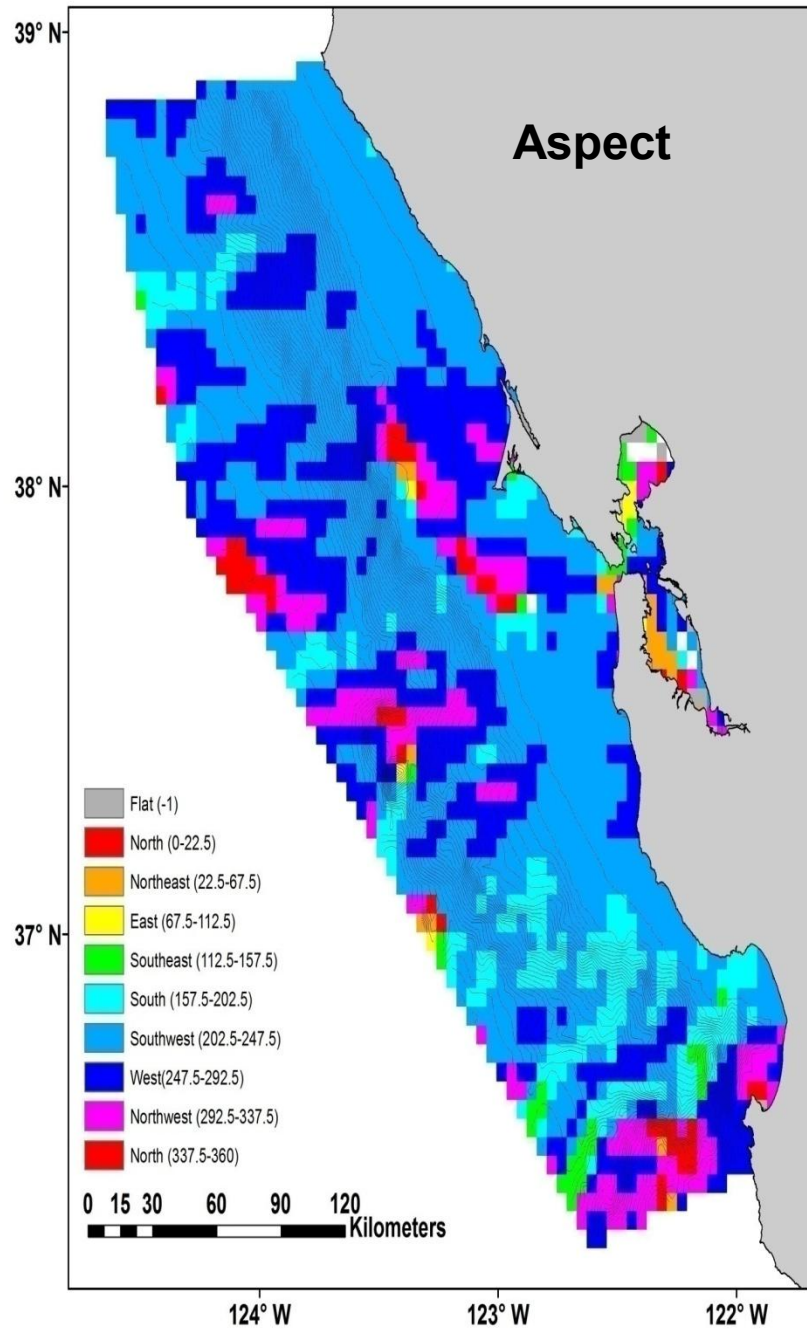 39° N
Aspect
38° N
37° N
Flat (-1)
North (0-22.5)
Northeast (22.5-67.5)
East (67.5-112.5)
Southeast (112.5-157.5)
South (157.5-202.5)
Southwest (202.5-247.5)
West(247.5-292.5)
Northwest (292.5-337.5)
North (337.5-360)
0 15 30 60 90 120
Kilometers
124° W 123° W 122° W